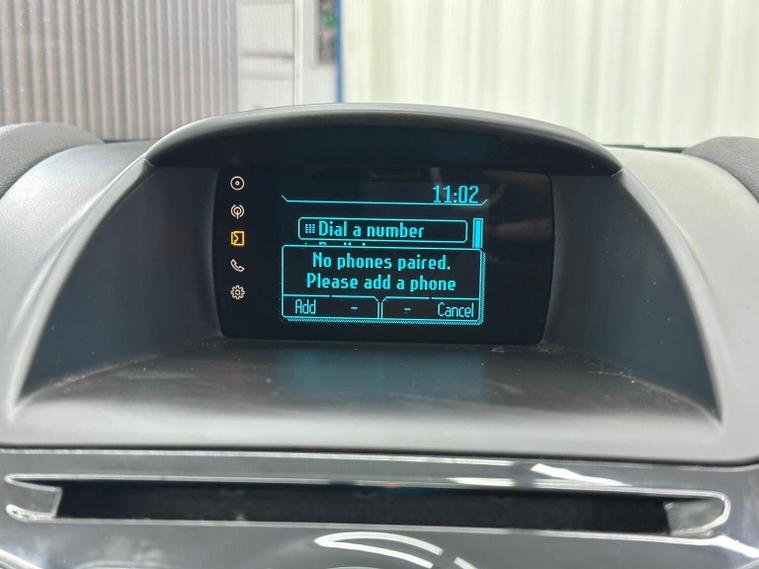 11:02
Dial a number
No phones paired.
Please add a phone
Add - - Cancel